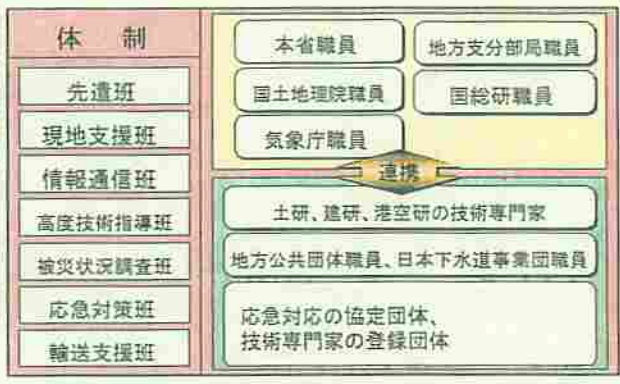 体 制
先遣班
現地支援班
情報通信班
高度技術指導班
被災状況調査班
応急対策班
輸送支援班
本省職員
地方支分部局職員
国土地理院職員
国総研職員
気象庁職員
連携
土研、建研、港空研の技術専門家
地方公共団体職員、日本下水道事業団職員
応急対応の協定団体、
技術専門家の登録団体